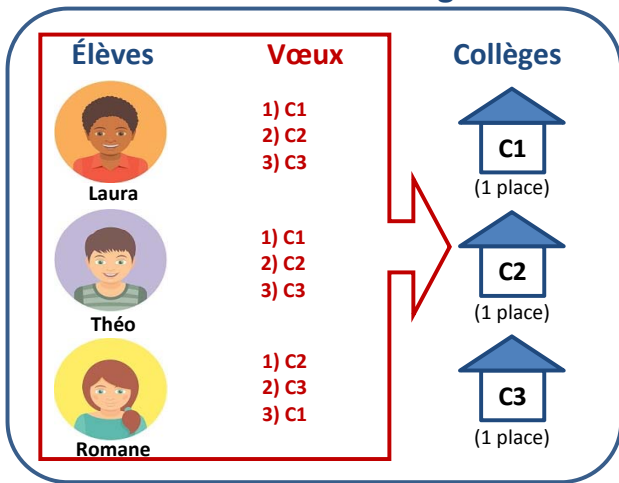 Élèves Vœux Collèges
1) C1
2) C2
3) C3
Laura
C1
(1 place)
1) C1
2) C2
3) C3
Théo
C2
(1 place)
1) C2
2) C3
3) C1
Romane
C3
(1 place)